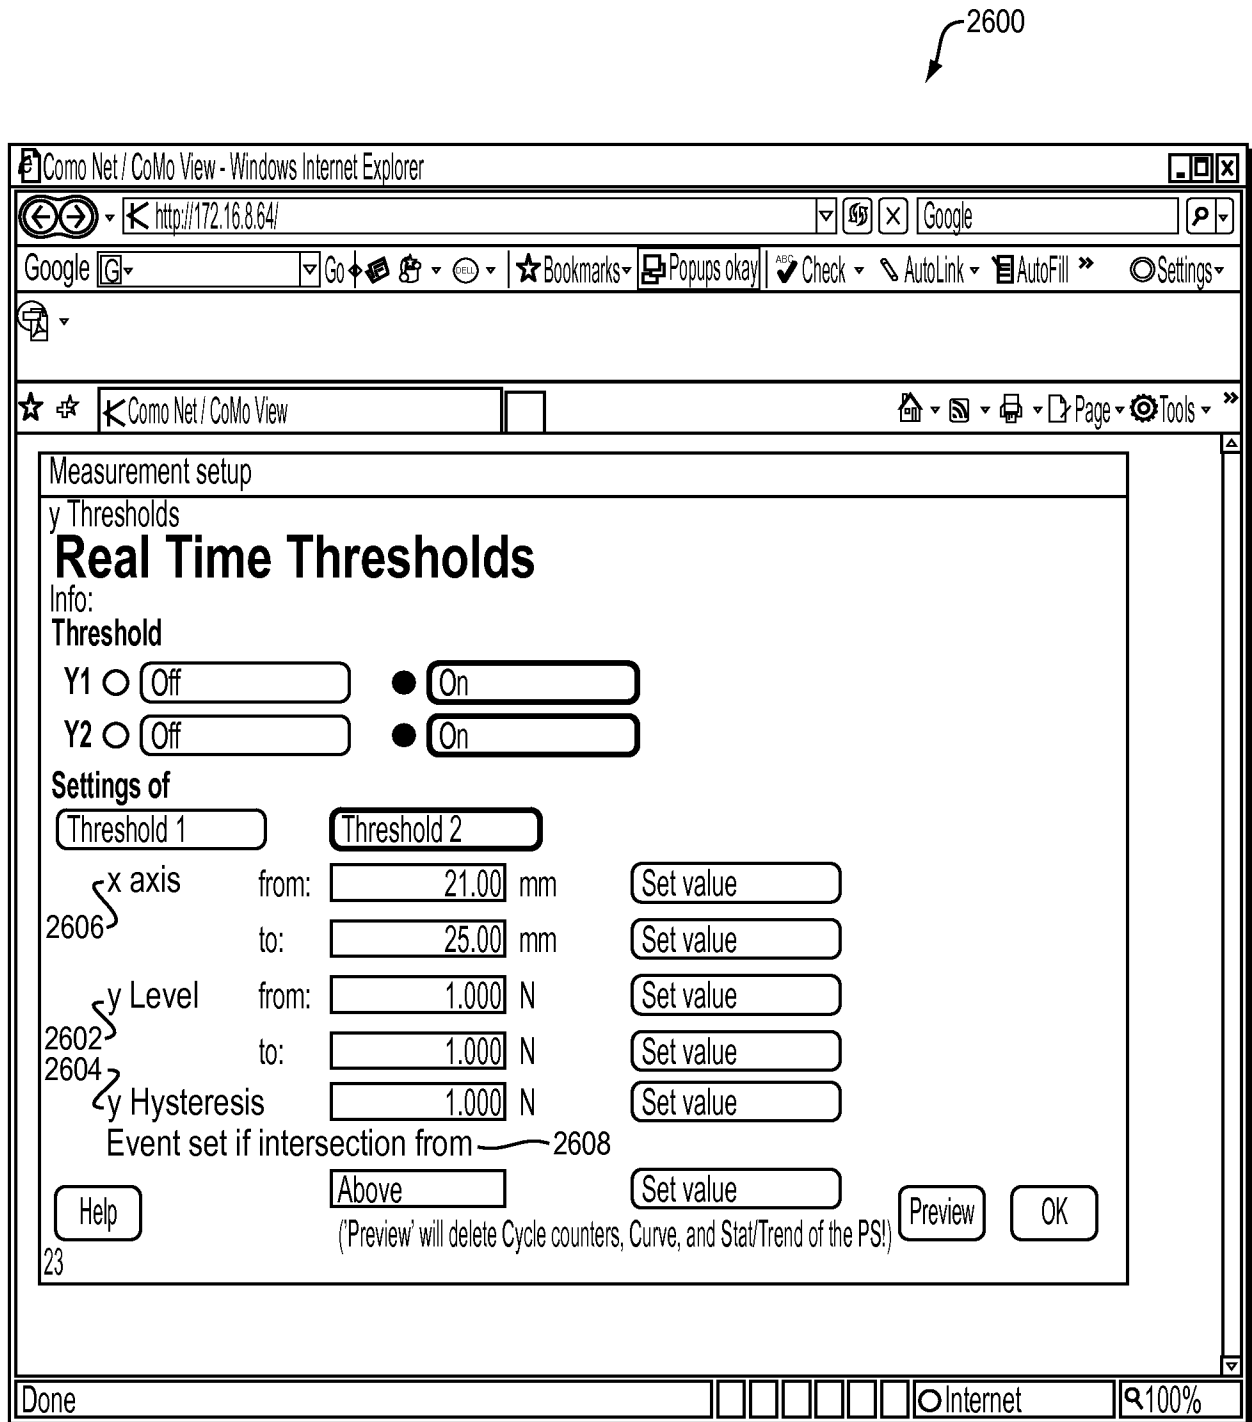 2600
Como Net / CoMo View - Windows Internet Explorer
http://172.16.8.64/ Google
Google G Go DELL Bookmarks Popups okay ABC Check AutoLink AutoFill » Settings
Como Net / CoMo View Page Tools »
Measurement setup
y Thresholds
Real Time Thresholds
Info:
Threshold
Y1 Off On
Y2 Off On
Settings of
Threshold 1 Threshold 2
x axis from: 21.00 mm Set value
2606
to: 25.00 mm Set value
y Level from: 1.000 N Set value
2602
to: 1.000 N Set value
2604
y Hysteresis 1.000 N Set value
Event set if intersection from 2608
Above Set value
Help Preview OK
('Preview' will delete Cycle counters, Curve, and Stat/Trend of the PS!)
23
Done Internet 100%